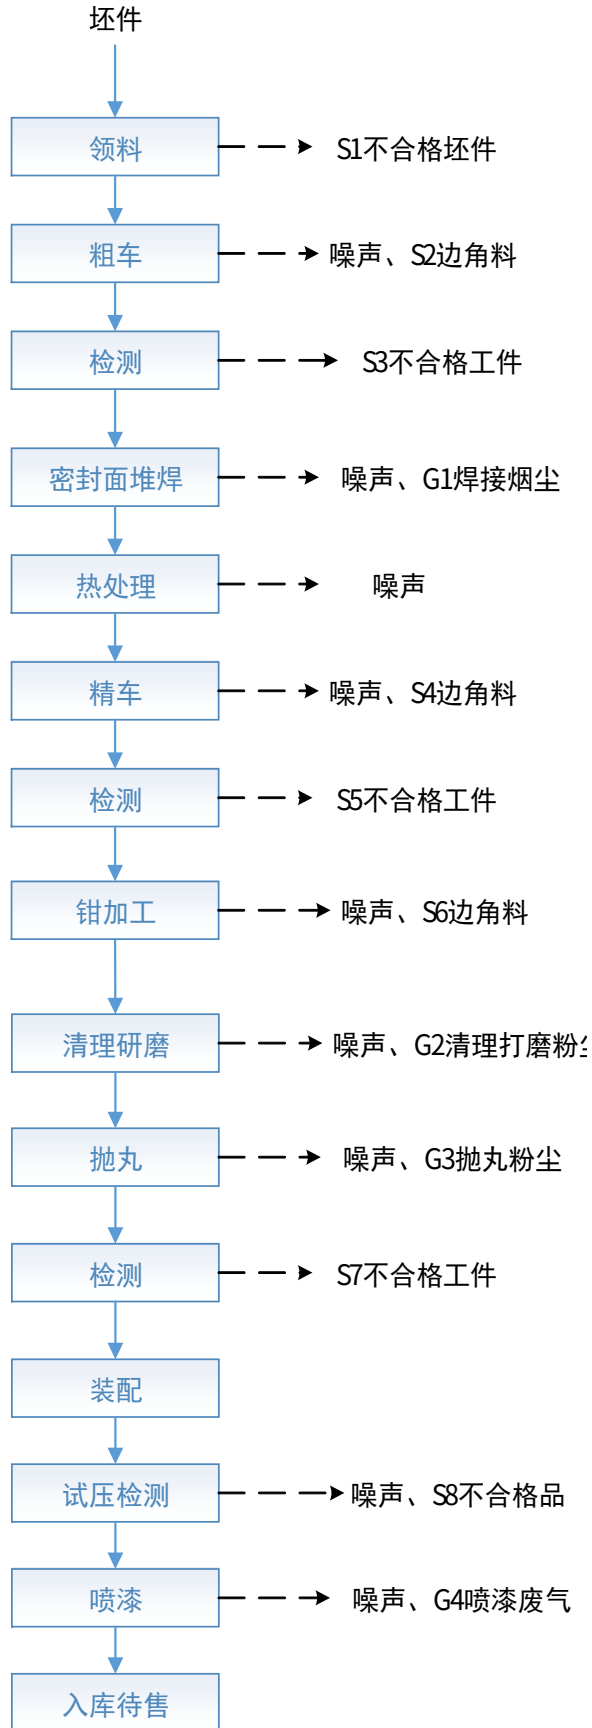 坯件
领料
S1不合格坯件
粗车
噪声、S2边角料
检测
S3不合格工件
密封面堆焊
噪声、G1焊接烟尘
热处理
噪声
精车
噪声、S4边角料
检测
S5不合格工件
钳加工
噪声、S6边角料
清理研磨
噪声、G2清理打磨粉尘
抛丸
噪声、G3抛丸粉尘
检测
S7不合格工件
装配
试压检测
噪声、S8不合格品
喷漆
噪声、G4喷漆废气
入库待售